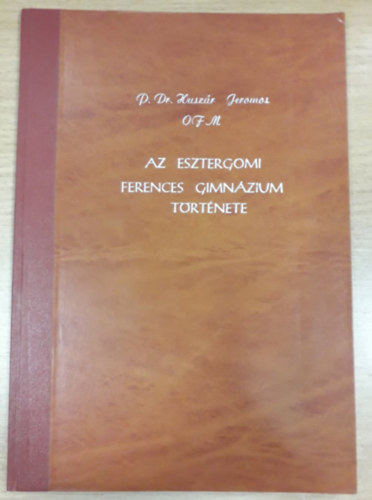 P. Dr. Huszár Jeromos
O.F.M.
AZ ESZTERGOMI
FERENCES GIMNÁZIUM
TÖRTÉNETE